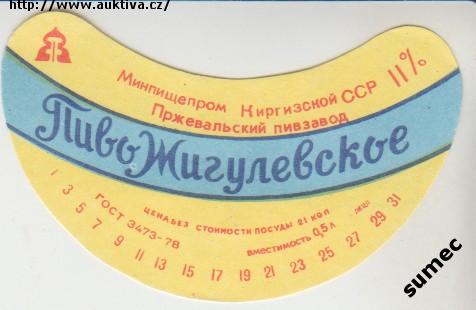 http://www.auktiva.cz/
Минпищепром Киргизской ССР 11%
Пржевальский пивзавод
Пиво Жигулевское
ЦЕНА БЕЗ СТОИМОСТИ ПОСУДЫ 21 КОП
ГОСТ 3473-78
ВМЕСТИМОСТЬ 0,5 Л
1 3 5 7 9 11 13 15 17 19 21 23 25 27 29 31
sumec